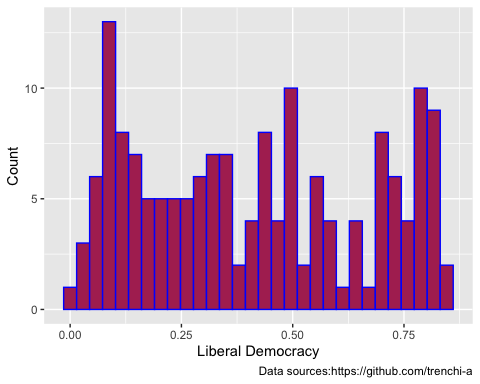 Count
10
5
0
0.00 0.25 0.50 0.75
Liberal Democracy
Data sources:https://github.com/trenchi-a